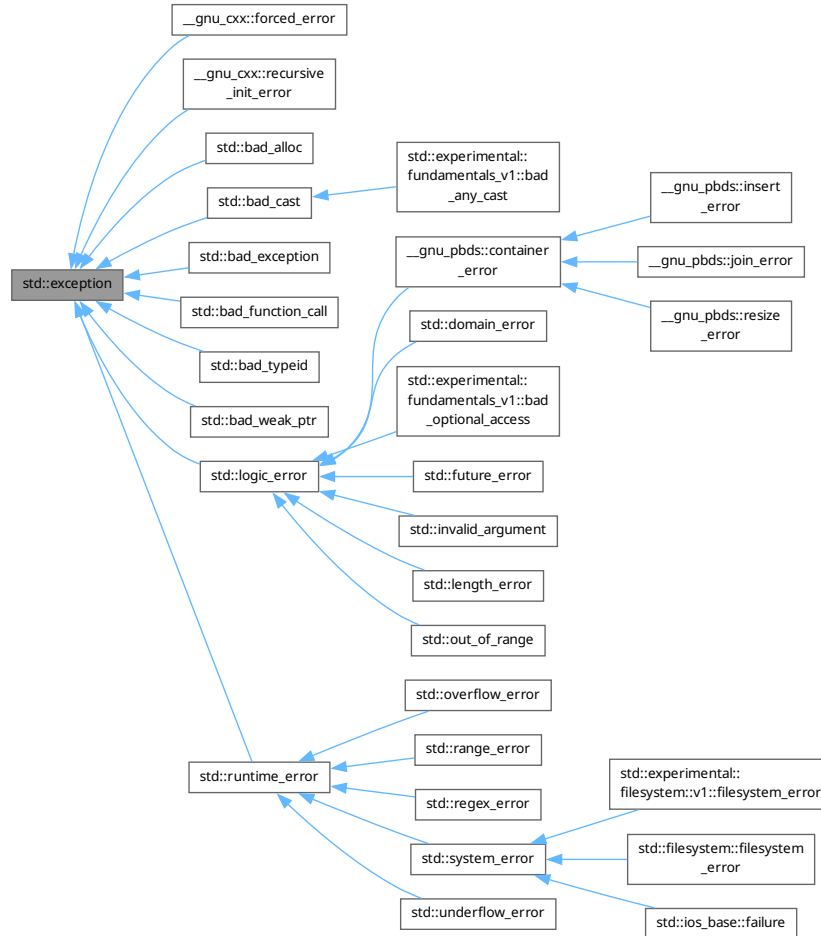 __gnu_cxx::forced_error
__gnu_cxx::recursive
_init_error
std::bad_alloc
std::bad_cast
std::bad_exception
std::exception
std::bad_function_call
std::bad_typeid
std::bad_weak_ptr
std::logic_error
std::runtime_error
std::experimental::
fundamentals_v1::bad
_any_cast
__gnu_pbds::container
_error
std::domain_error
std::experimental::
fundamentals_v1::bad
_optional_access
std::future_error
std::invalid_argument
std::length_error
std::out_of_range
std::overflow_error
std::range_error
std::regex_error
std::system_error
std::underflow_error
__gnu_pbds::insert
_error
__gnu_pbds::join_error
__gnu_pbds::resize
_error
std::experimental::
filesystem::v1::filesystem_error
std::filesystem::filesystem
_error
std::ios_base::failure